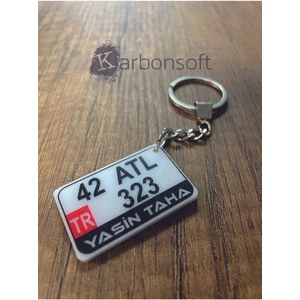 Karbonsoft
42 ATL
323
TR
YASİN TAHA